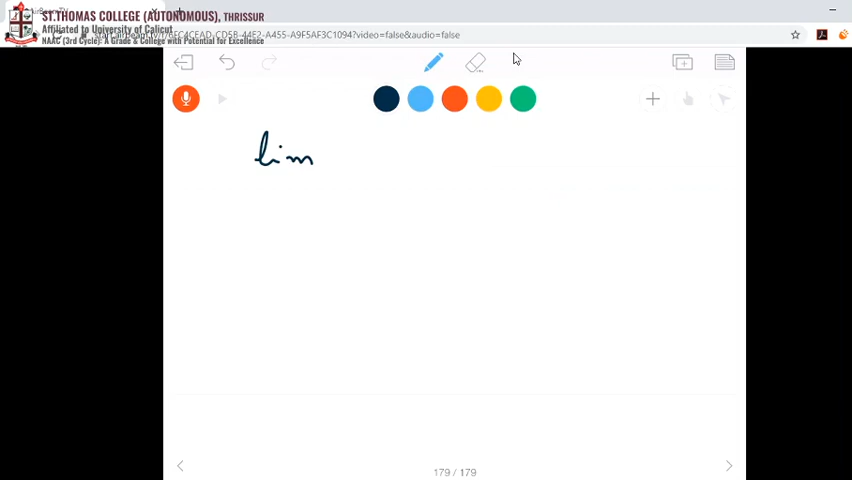 ST.THOMAS COLLEGE (AUTONOMOUS), THRISSUR
Affiliated to University of Calicut
NAAC (3rd Cycle): A Grade & College with Potential for Excellence
video=false&audio=false
lim
179 / 179